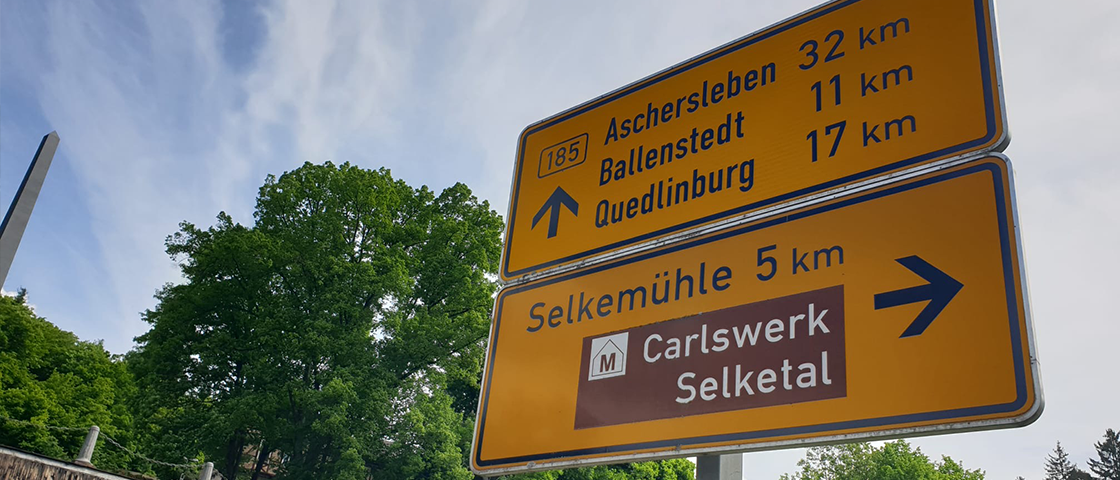 Aschersleben 32 km
185 Ballenstedt 11 km
Quedlinburg 17 km
Selkemühle 5 km
M Carlswerk
Selketal